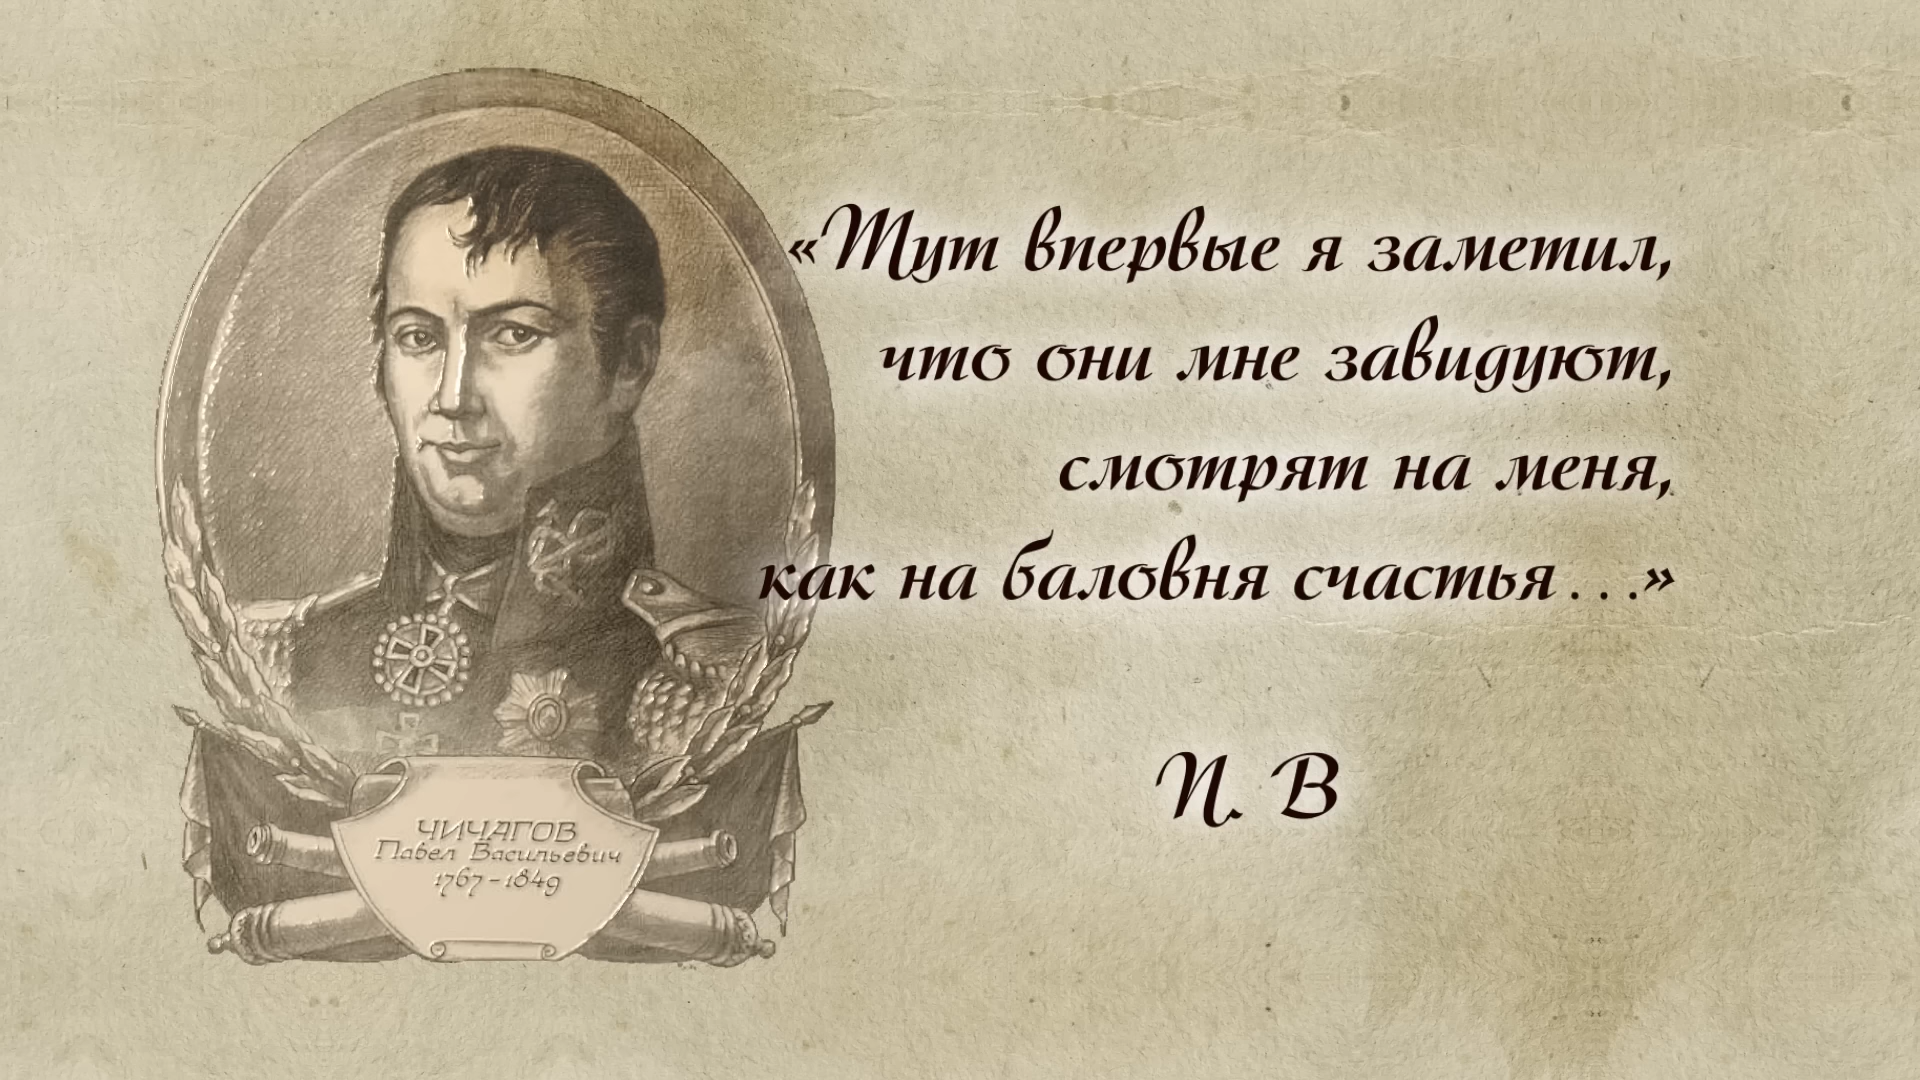 «Тут впервые я заметил,
что они мне завидуют,
смотрят на меня,
как на баловня счастья...»
П. В
ЧИЧАГОВ
Павел Васильевич
1767-1849